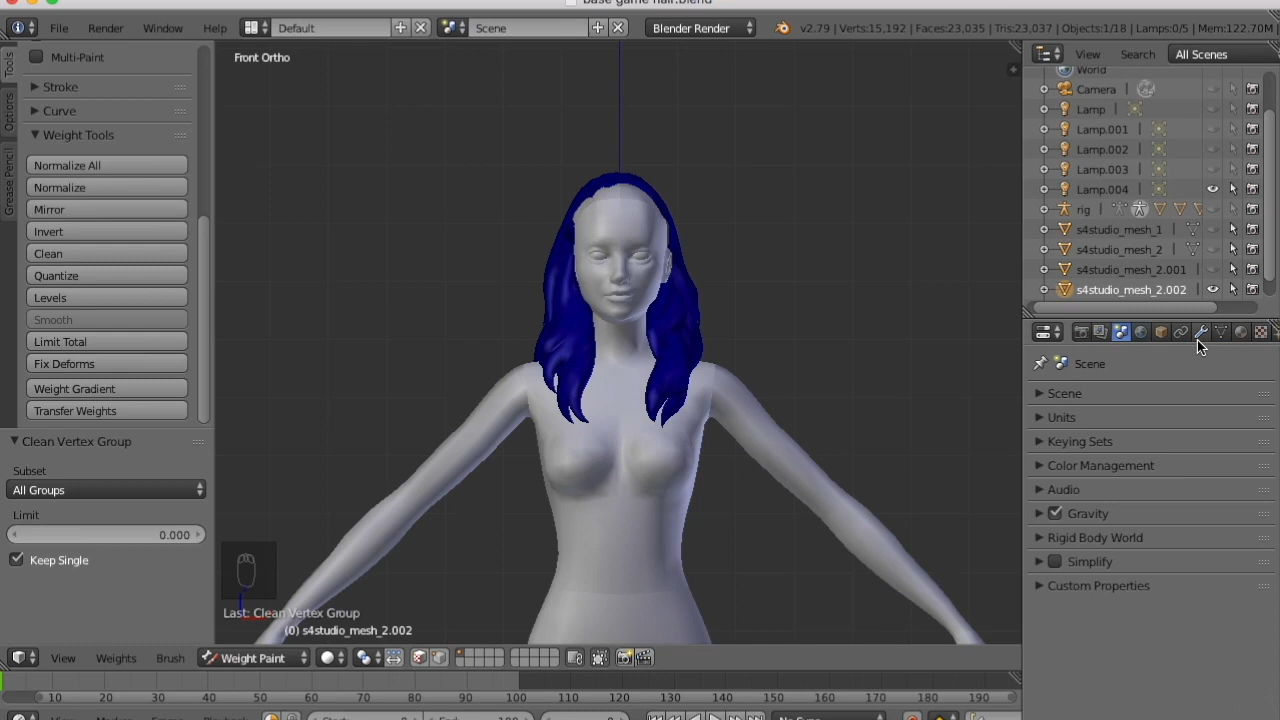 base game hair.blend
File Render Window Help Default Scene Blender Render v2.79 | Verts:15,192 | Faces:23,035 | Tris:23,037 | Objects:1/18 | Lamps:0/5 | Mem:122.70M
Tools
Options
Grease Pencil
Multi-Paint
Stroke
Curve
Weight Tools
Normalize All
Normalize
Mirror
Invert
Clean
Quantize
Levels
Smooth
Limit Total
Fix Deforms
Weight Gradient
Transfer Weights
Clean Vertex Group
Subset
All Groups
Limit
0.000
Keep Single
Front Ortho
Last: Clean Vertex Group
(0) s4studio_mesh_2.002
View Weights Brush Weight Paint
10 20 30 40 50 60 70 80 90 100 110 120 130 140 150 160 170 180 190
View Search All Scenes
World
Camera
Lamp
Lamp.001
Lamp.002
Lamp.003
Lamp.004
rig
s4studio_mesh_1
s4studio_mesh_2
s4studio_mesh_2.001
s4studio_mesh_2.002
Scene
Scene
Units
Keying Sets
Color Management
Audio
Gravity
Rigid Body World
Simplify
Custom Properties